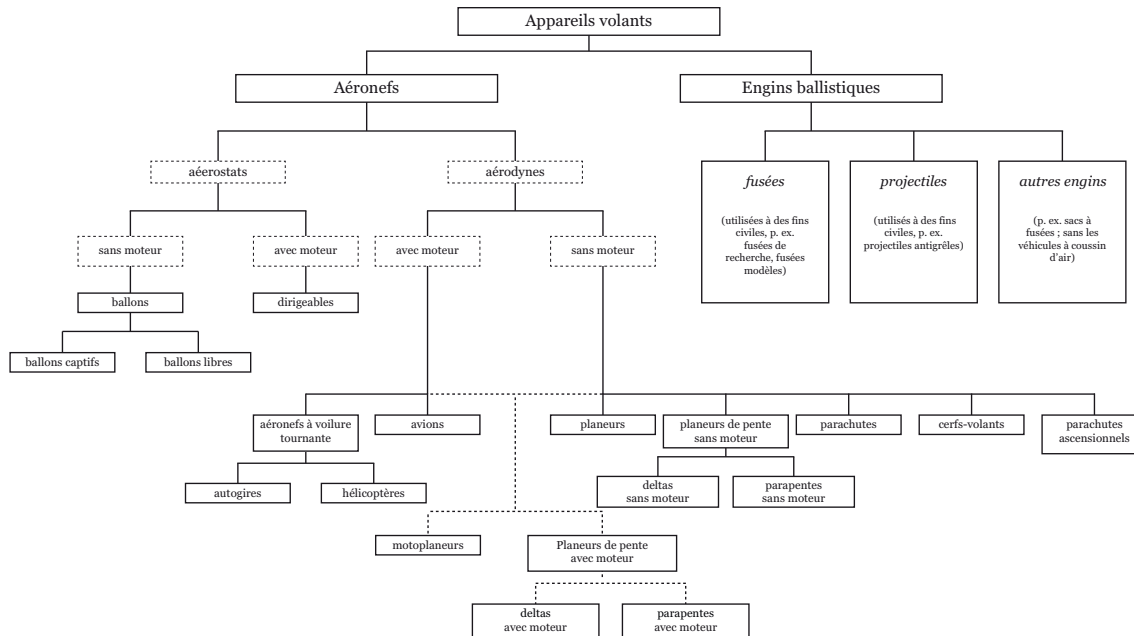 Appareils volants
Aéronefs
Engins ballistiques
aéerostats
aérodynes
fusées
(utilisées à des fins
civiles, p. ex.
fusées de
recherche, fusées
modèles)
projectiles
(utilisés à des fins
civiles, p. ex.
projectiles antigrêles)
autres engins
(p. ex. sacs à
fusées ; sans les
véhicules à coussin
d'air)
sans moteur
avec moteur
avec moteur
sans moteur
ballons
dirigeables
ballons captifs
ballons libres
aéronefs à voilure
tournante
avions
planeurs
planeurs de pente
sans moteur
parachutes
cerfs-volants
parachutes
ascensionnels
autogires
hélicoptères
deltas
sans moteur
parapentes
sans moteur
motoplaneurs
Planeurs de pente
avec moteur
deltas
avec moteur
parapentes
avec moteur